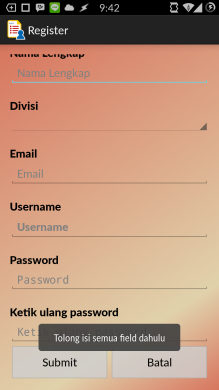 9:42
Register
Nama Lengkap
Nama Lengkap
Divisi
Email
Email
Username
Username
Password
Password
Ketik ulang password
Tolong isi semua field dahulu
Submit
Batal